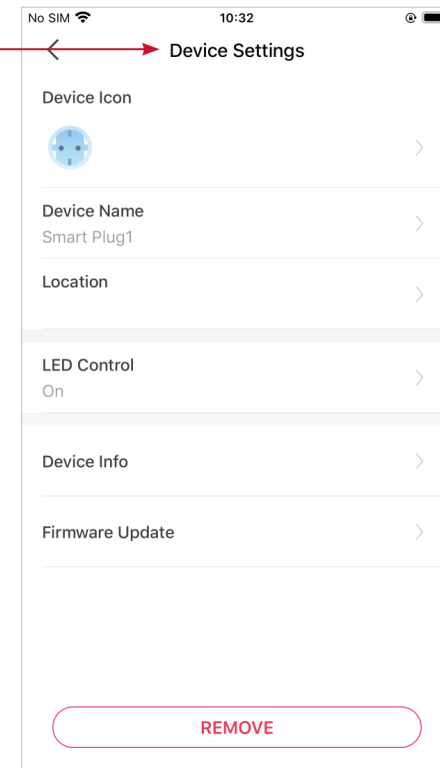 No SIM 10:32
Device Settings
Device Icon
Device Name
Smart Plug1
Location
LED Control
On
Device Info
Firmware Update
REMOVE